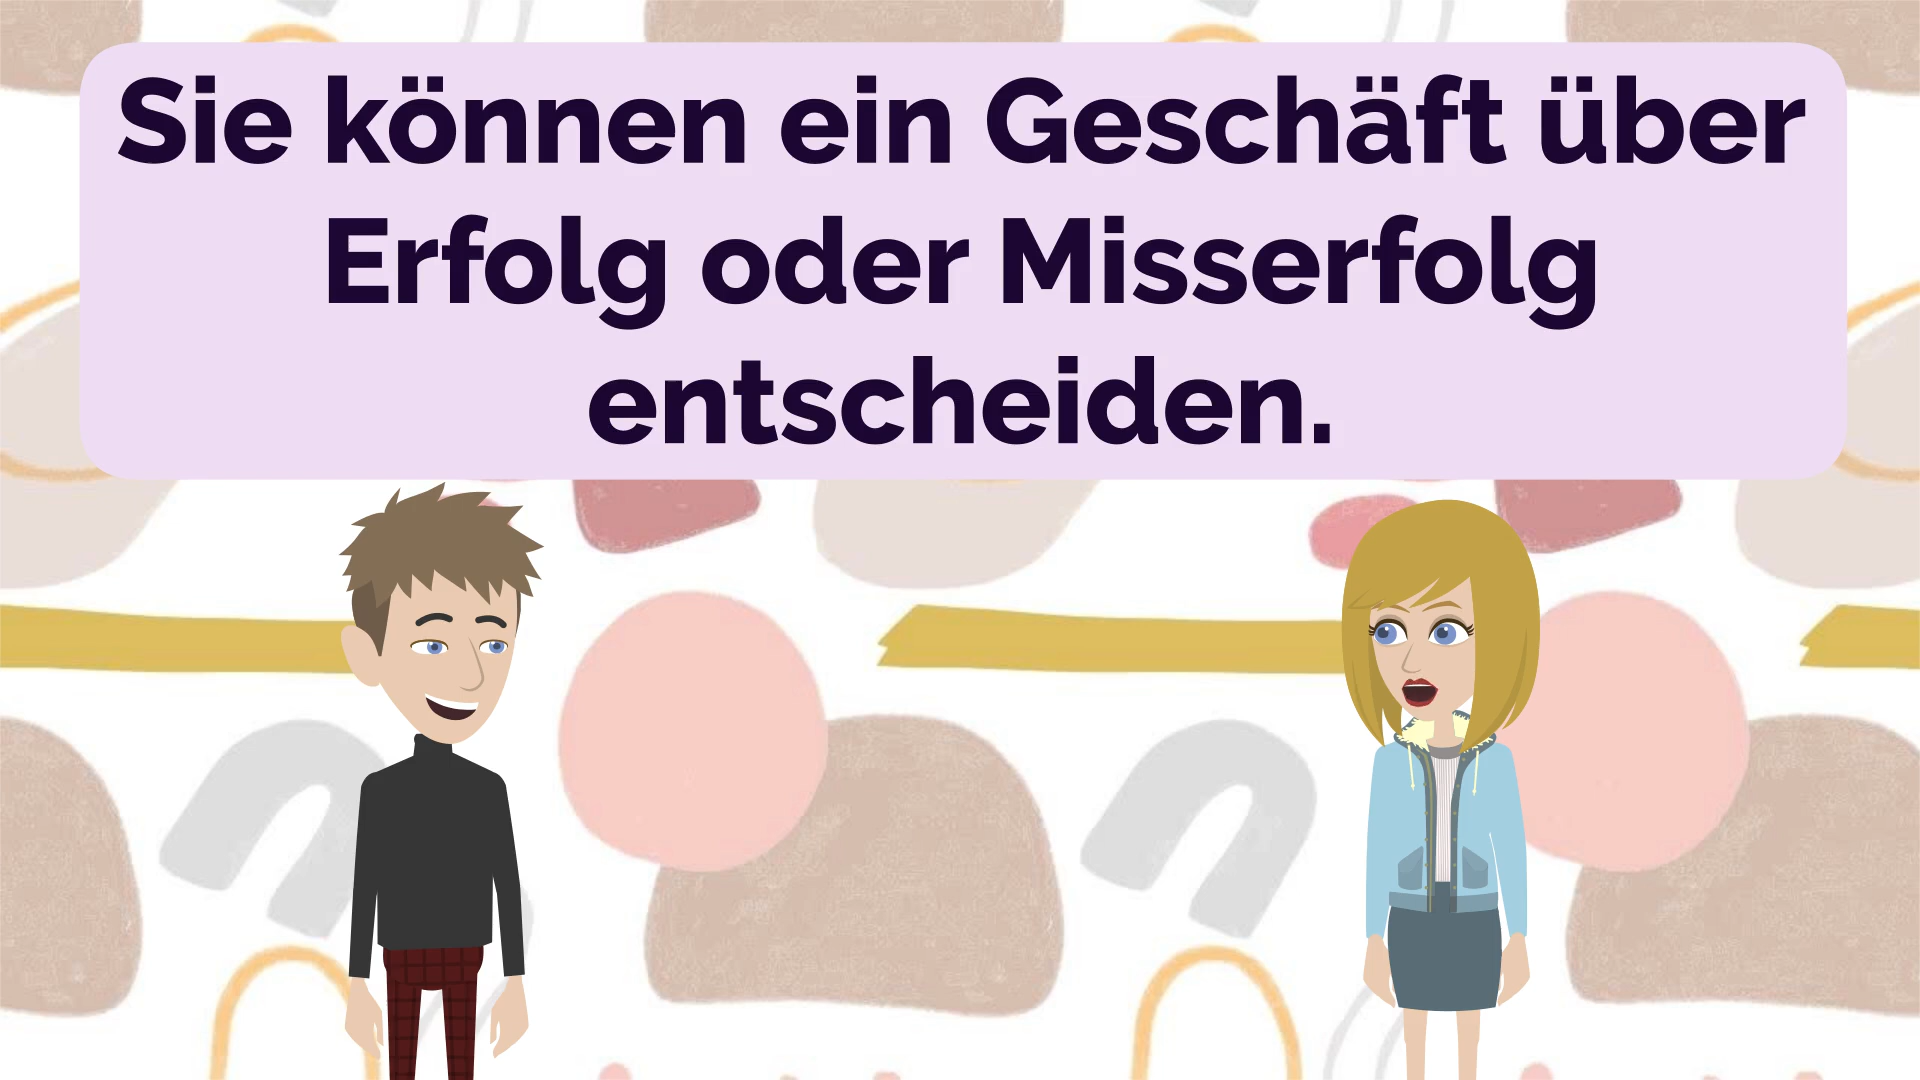 Sie können ein Geschäft über
Erfolg oder Misserfolg
entscheiden.